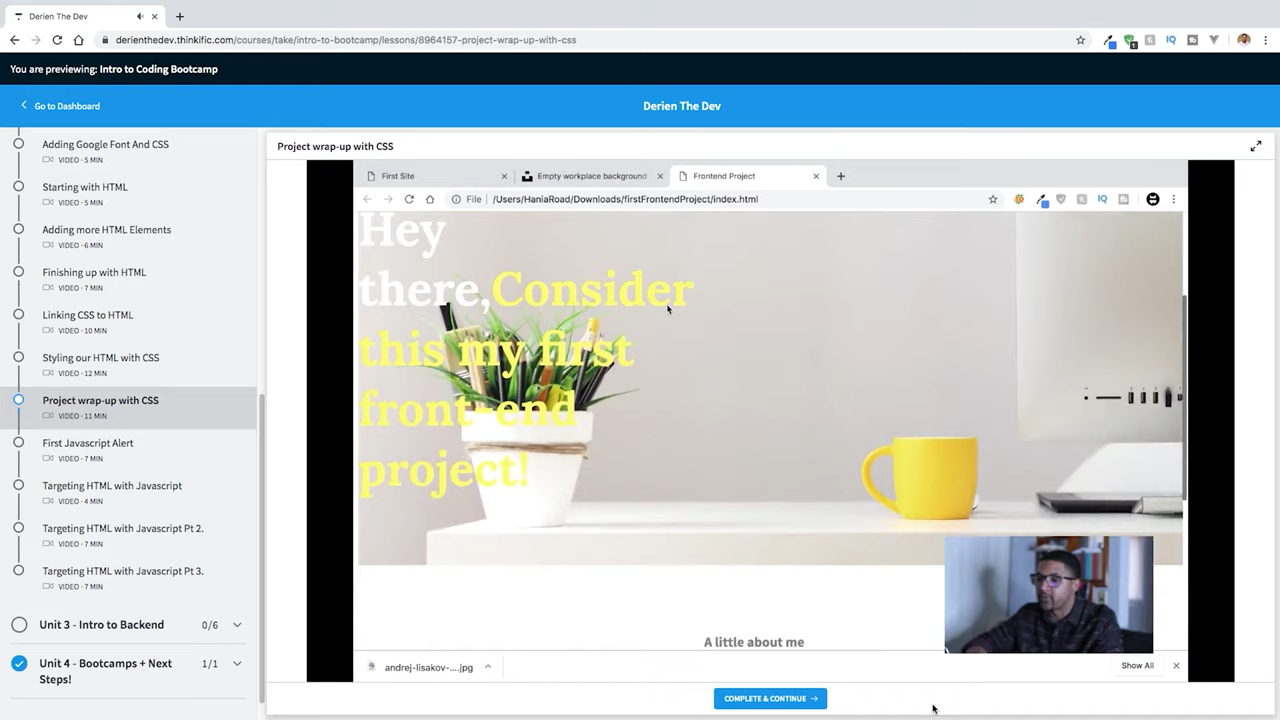 Derien The Dev
derienthedev.thinkific.com/courses/take/intro-to-bootcamp/lessons/8964157-project-wrap-up-with-css
You are previewing: Intro to Coding Bootcamp
Go to Dashboard
Derien The Dev
Adding Google Font And CSS
VIDEO · 5 MIN
Starting with HTML
VIDEO · 5 MIN
Adding more HTML Elements
VIDEO · 6 MIN
Finishing up with HTML
VIDEO · 7 MIN
Linking CSS to HTML
VIDEO · 10 MIN
Styling our HTML with CSS
VIDEO · 12 MIN
Project wrap-up with CSS
VIDEO · 11 MIN
First Javascript Alert
VIDEO · 7 MIN
Targeting HTML with Javascript
VIDEO · 4 MIN
Targeting HTML with Javascript Pt 2.
VIDEO · 7 MIN
Targeting HTML with Javascript Pt 3.
VIDEO · 7 MIN
Unit 3 - Intro to Backend 0/6
Unit 4 - Bootcamps + Next 1/1
Steps!
Project wrap-up with CSS
First Site
Empty workplace background
Frontend Project
File /Users/HaniaRoad/Downloads/firstFrontendProject/index.html
Hey
there,Consider
this my first
front-end
project!
A little about me
andrej-lisakov-....jpg
Show All
COMPLETE & CONTINUE →